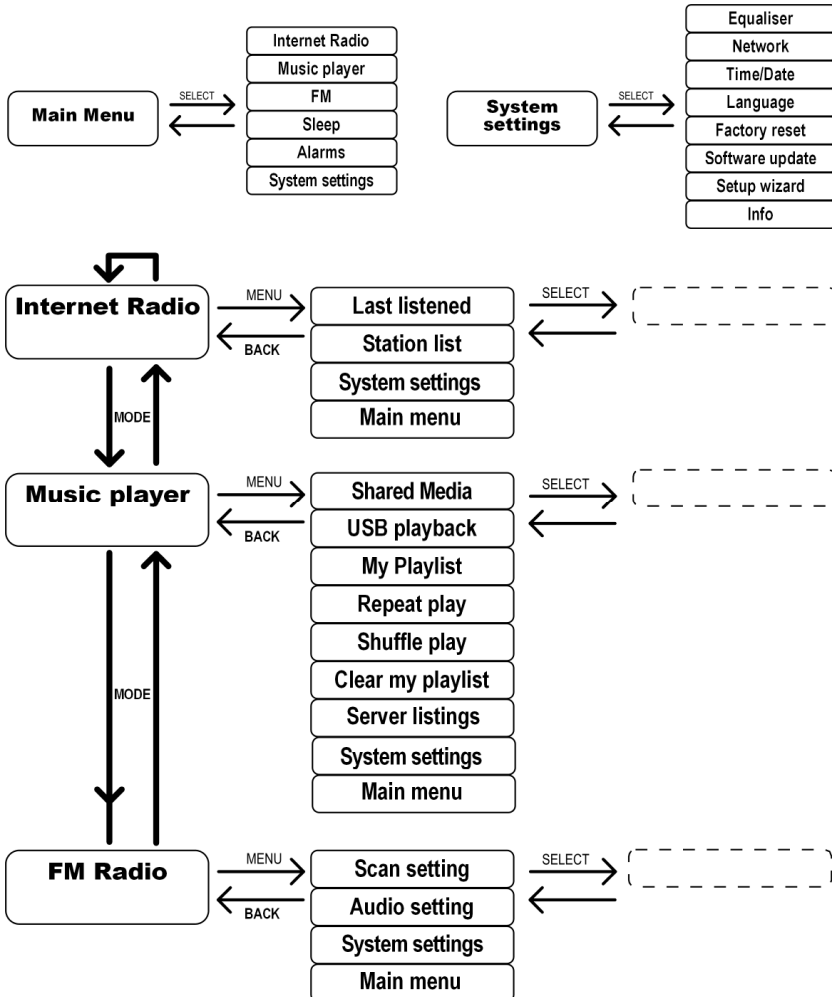 Main Menu
SELECT
Internet Radio
Music player
FM
Sleep
Alarms
System settings
System
settings
SELECT
Equaliser
Network
Time/Date
Language
Factory reset
Software update
Setup wizard
Info
Internet Radio
MENU
BACK
Last listened
Station list
System settings
Main menu
SELECT
MODE
Music player
MENU
BACK
Shared Media
USB playback
My Playlist
Repeat play
Shuffle play
Clear my playlist
Server listings
System settings
Main menu
SELECT
MODE
FM Radio
MENU
BACK
Scan setting
Audio setting
System settings
Main menu
SELECT